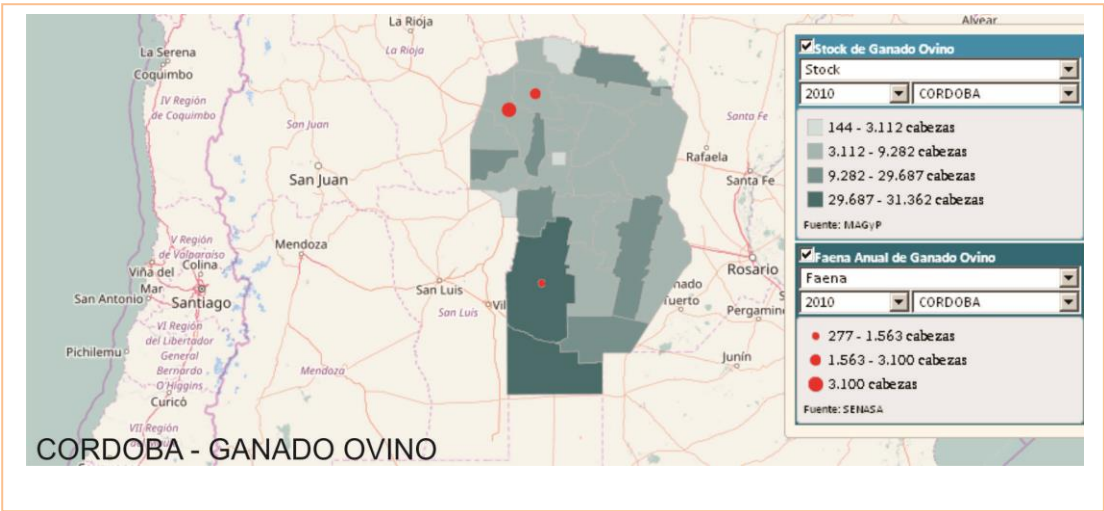 La Rioja
Alvear
La Serena
Coquimbo
La Rioja
IV Región
de Coquimbo
San Juan
Santa Fe
Rafaela
San Juan
Santa Fe
V Región
de Valparaíso
Mendoza
Viña del
Mar
Colina
San Antonio
Santiago
San Luis
San Luis
Vil
Rosario
nado
Tuerto
Pergamino
VI Región
del Libertador
General
Bernardo
O'Higgins
Pichilemu
Mendoza
Junín
Curicó
VII Región
CORDOBA - GANADO OVINO
Stock de Ganado Ovino
Stock
2010 CORDOBA
144 - 3.112 cabezas
3.112 - 9.282 cabezas
9.282 - 29.687 cabezas
29.687 - 31.362 cabezas
Fuente: MAGyP
Faena Anual de Ganado Ovino
Faena
2010 CORDOBA
277 - 1.563 cabezas
1.563 - 3.100 cabezas
3.100 cabezas
Fuente: SENASA